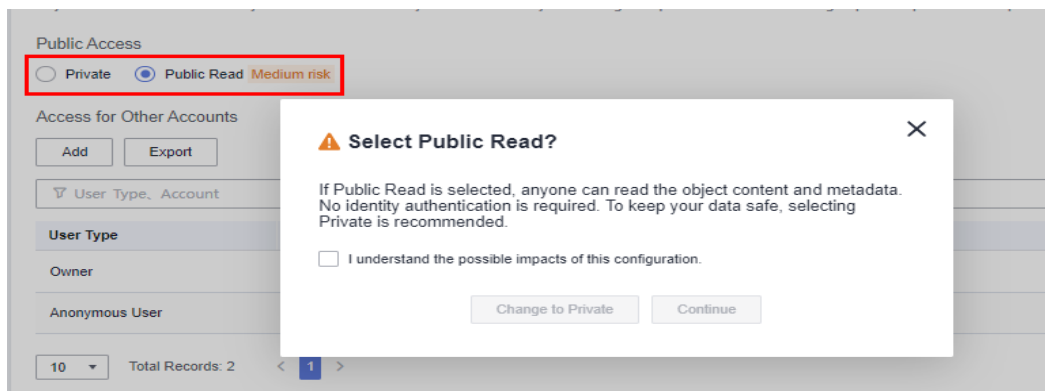 Public Access
Private Public Read Medium risk
Access for Other Accounts
Add Export
User Type、Account
User Type
Owner
Anonymous User
10 Total Records: 2 < 1 >
Select Public Read?
If Public Read is selected, anyone can read the object content and metadata.
No identity authentication is required. To keep your data safe, selecting
Private is recommended.
I understand the possible impacts of this configuration.
Change to Private Continue